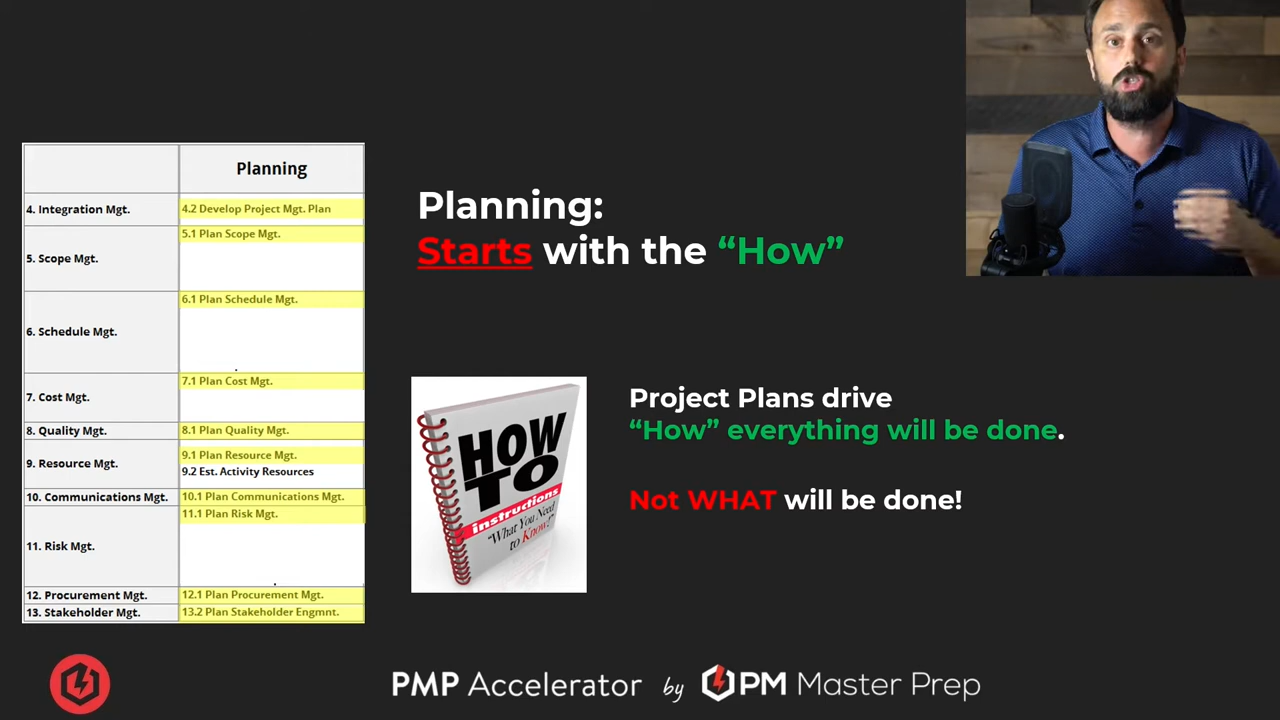 Planning
4. Integration Mgt.
4.2 Develop Project Mgt. Plan
5. Scope Mgt.
5.1 Plan Scope Mgt.
6. Schedule Mgt.
6.1 Plan Schedule Mgt.
7. Cost Mgt.
7.1 Plan Cost Mgt.
8. Quality Mgt.
8.1 Plan Quality Mgt.
9. Resource Mgt.
9.1 Plan Resource Mgt.
9.2 Est. Activity Resources
10. Communications Mgt.
10.1 Plan Communications Mgt.
11. Risk Mgt.
11.1 Plan Risk Mgt.
12. Procurement Mgt.
12.1 Plan Procurement Mgt.
13. Stakeholder Mgt.
13.2 Plan Stakeholder Engmnt.
Planning:
Starts with the “How”
HOW
TO
instructions
"What You Need
to Know!"
Project Plans drive
“How” everything will be done.
Not WHAT will be done!
PMP Accelerator by PM Master Prep